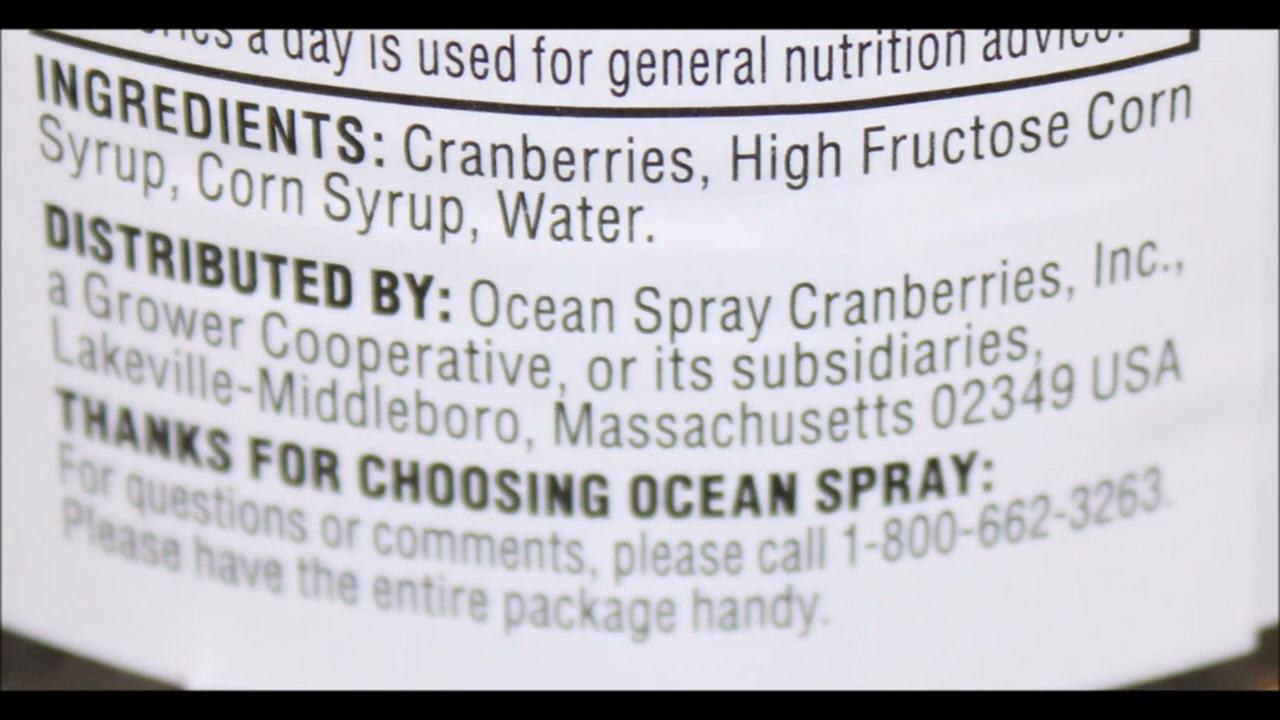 a day is used for general nutrition advice.
INGREDIENTS: Cranberries, High Fructose Corn
Syrup, Corn Syrup, Water.
DISTRIBUTED BY: Ocean Spray Cranberries, Inc.,
a Grower Cooperative, or its subsidiaries,
Lakeville-Middleboro, Massachusetts 02349 USA
THANKS FOR CHOOSING OCEAN SPRAY:
For questions or comments, please call 1-800-662-3263.
Please have the entire package handy.